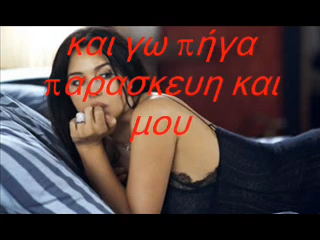 και γω πήγα
παρασκευη και
μου